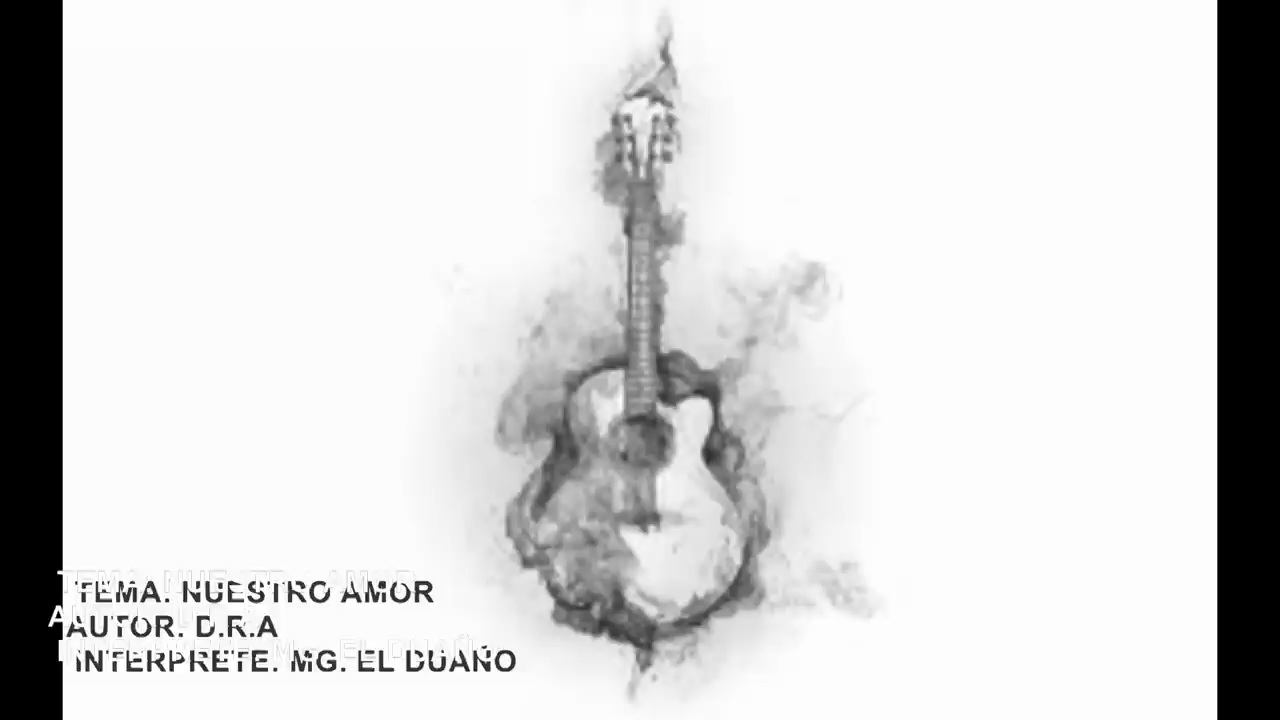 TEMA. NUESTRO AMOR
AUTOR. D.R.A
INTERPRETE. MG. EL DUAÑO